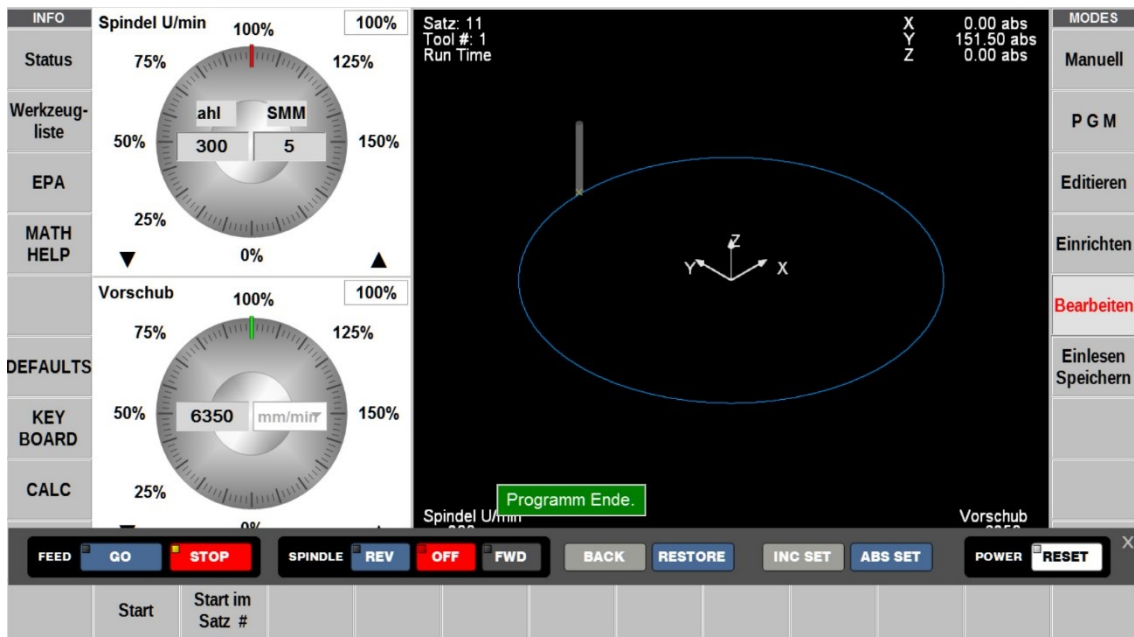 INFO
Status
Werkzeug-
liste
EPA
MATH
HELP
DEFAULTS
KEY
BOARD
CALC
Spindel U/min
100%
100%
75%
125%
ahl
SMM
50%
300
5
150%
25%
▼
0%
▲
Vorschub
100%
100%
75%
125%
50%
6350
mm/min
150%
25%
Satz: 11
Tool #: 1
Run Time
X 0.00 abs
Y 151.50 abs
Z 0.00 abs
Z
Y
X
Programm Ende.
Spindel U/min
Vorschub
MODES
Manuell
P G M
Editieren
Einrichten
Bearbeiten
Einlesen
Speichern
FEED GO STOP SPINDLE REV OFF FWD BACK RESTORE INC SET ABS SET POWER RESET X
Start
Start im
Satz #